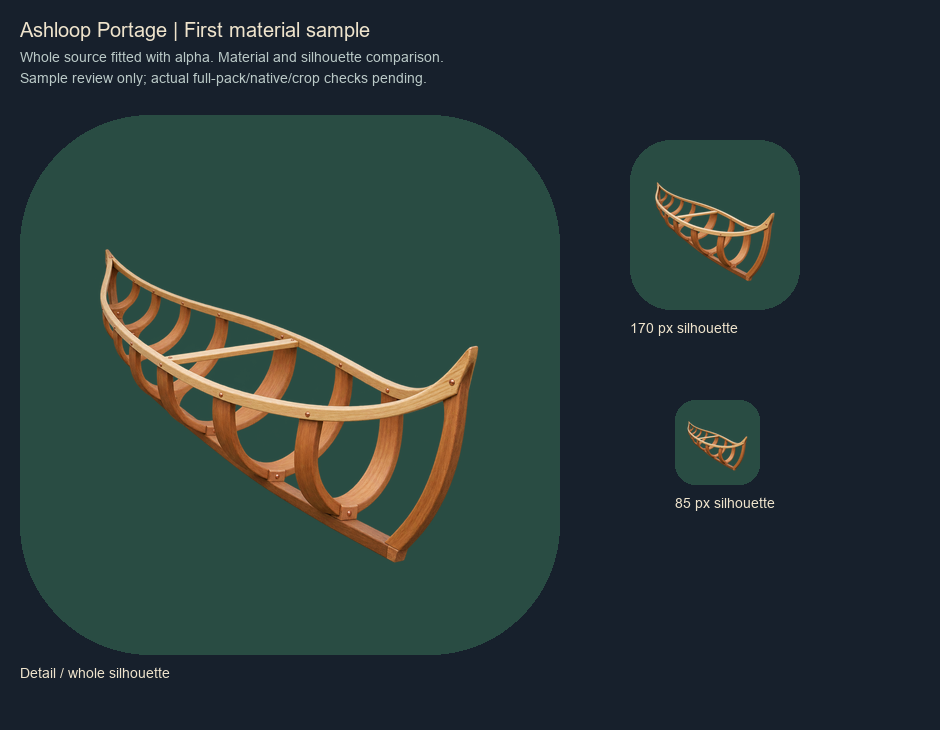 Ashloop Portage | First material sample
Whole source fitted with alpha. Material and silhouette comparison.
Sample review only; actual full-pack/native/crop checks pending.
170 px silhouette
85 px silhouette
Detail / whole silhouette